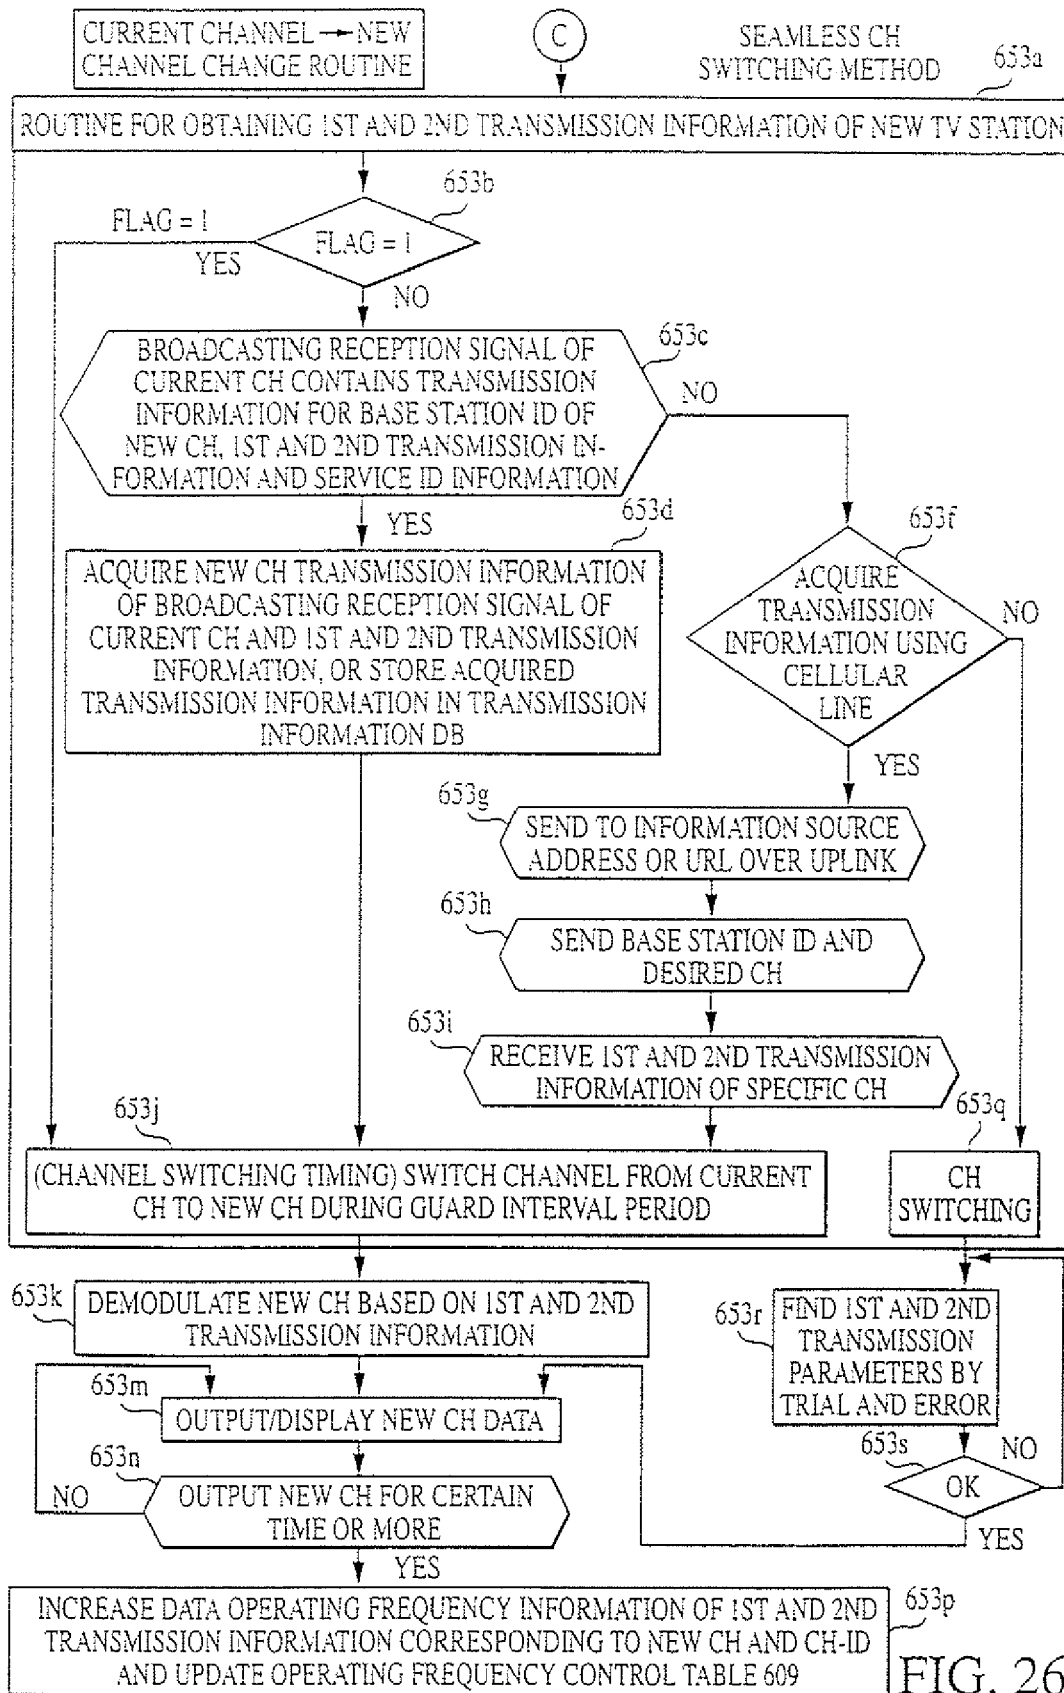 CURRENT CHANNEL → NEW
CHANNEL CHANGE ROUTINE
C
SEAMLESS CH
SWITCHING METHOD
653a
ROUTINE FOR OBTAINING 1ST AND 2ND TRANSMISSION INFORMATION OF NEW TV STATION
653b
FLAG = 1
FLAG = 1
YES
NO
653c
BROADCASTING RECEPTION SIGNAL OF
CURRENT CH CONTAINS TRANSMISSION
INFORMATION FOR BASE STATION ID OF
NEW CH, 1ST AND 2ND TRANSMISSION IN-
FORMATION AND SERVICE ID INFORMATION
NO
YES
653d
ACQUIRE NEW CH TRANSMISSION INFORMATION
OF BROADCASTING RECEPTION SIGNAL OF
CURRENT CH AND 1ST AND 2ND TRANSMISSION
INFORMATION, OR STORE ACQUIRED
TRANSMISSION INFORMATION IN TRANSMISSION
INFORMATION DB
653f
ACQUIRE
TRANSMISSION
INFORMATION USING
CELLULAR
LINE
NO
YES
653g
SEND TO INFORMATION SOURCE
ADDRESS OR URL OVER UPLINK
653h
SEND BASE STATION ID AND
DESIRED CH
653i
RECEIVE 1ST AND 2ND TRANSMISSION
INFORMATION OF SPECIFIC CH
653j
(CHANNEL SWITCHING TIMING) SWITCH CHANNEL FROM CURRENT
CH TO NEW CH DURING GUARD INTERVAL PERIOD
653q
CH
SWITCHING
653k
DEMODULATE NEW CH BASED ON 1ST AND 2ND
TRANSMISSION INFORMATION
653r
FIND 1ST AND 2ND
TRANSMISSION
PARAMETERS BY
TRIAL AND ERROR
653m
OUTPUT/DISPLAY NEW CH DATA
653s
OK
NO
YES
653n
OUTPUT NEW CH FOR CERTAIN
TIME OR MORE
NO
YES
653p
INCREASE DATA OPERATING FREQUENCY INFORMATION OF 1ST AND 2ND
TRANSMISSION INFORMATION CORRESPONDING TO NEW CH AND CH-ID
AND UPDATE OPERATING FREQUENCY CONTROL TABLE 609
FIG. 26